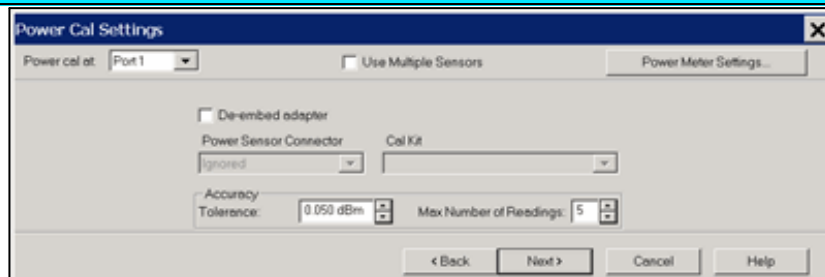 Power Cal Settings
Power cal at: Port 1 Use Multiple Sensors Power Meter Settings...
De-embed adapter
Power Sensor Connector Cal Kit
Ignored
Accuracy
Tolerance: 0.050 dBm Max Number of Readings: 5
< Back Next > Cancel Help